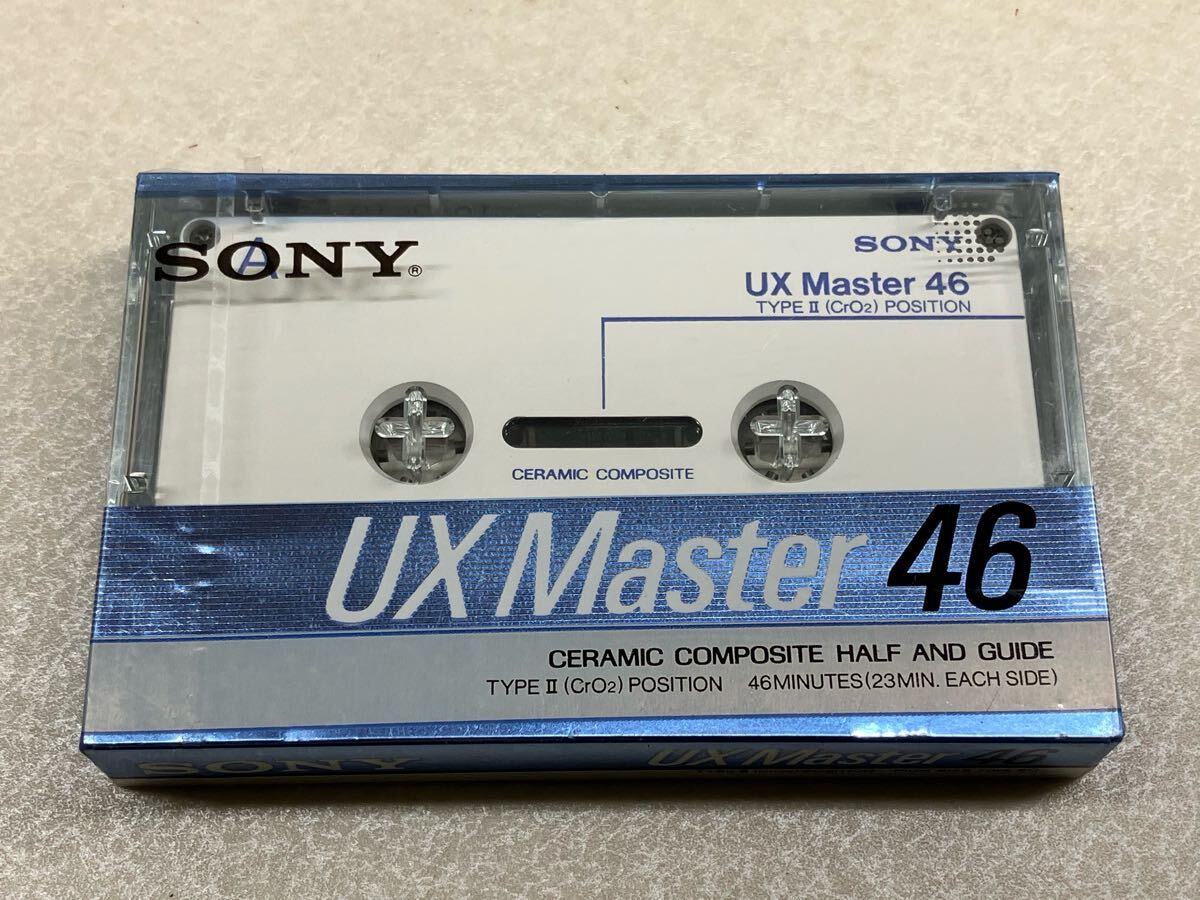 SONY®
A
SONY
UX Master 46
TYPE II (CrO2) POSITION
CERAMIC COMPOSITE
UX Master 46
CERAMIC COMPOSITE HALF AND GUIDE
TYPE II (CrO2) POSITION 46MINUTES(23MIN. EACH SIDE)
SONY UX Master 46